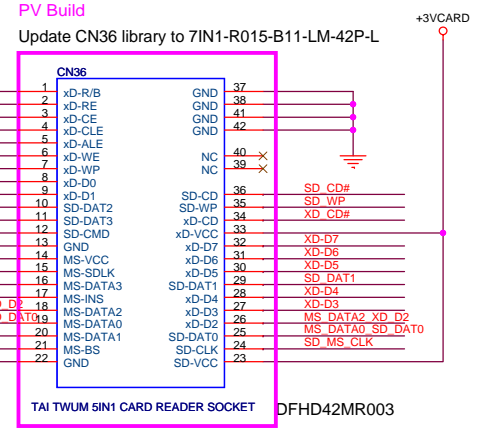 PV Build
+3VCARD
Update CN36 library to 7IN1-R015-B11-LM-42P-L
CN36
1 xD-R/B GND 37
2 xD-RE GND 38
3 xD-CE GND 41
4 xD-CLE GND 42
5 xD-ALE
6 xD-WE NC 40
7 xD-WP NC 39
8 xD-D0
9 xD-D1 SD-CD 36 SD_CD#
10 SD-DAT2 SD-WP 35 SD_WP
11 SD-DAT3 xD-CD 34 XD_CD#
12 SD-CMD xD-VCC 33
13 GND xD-D7 32 XD-D7
14 MS-VCC xD-D6 31 XD-D6
15 MS-SDLK xD-D5 30 XD-D5
16 MS-DATA3 SD-DAT1 29 SD_DAT1
17 MS-INS xD-D4 28 XD-D4
18 MS-DATA2 xD-D3 27 XD-D3
19 MS-DATA0 xD-D2 26 MS_DATA2_XD_D2
20 MS-DATA1 SD-DAT0 25 MS_DATA0_SD_DAT0
21 MS-BS SD-CLK 24 SD_MS_CLK
22 GND SD-VCC 23
TAI TWUM 5IN1 CARD READER SOCKET
DFHD42MR003